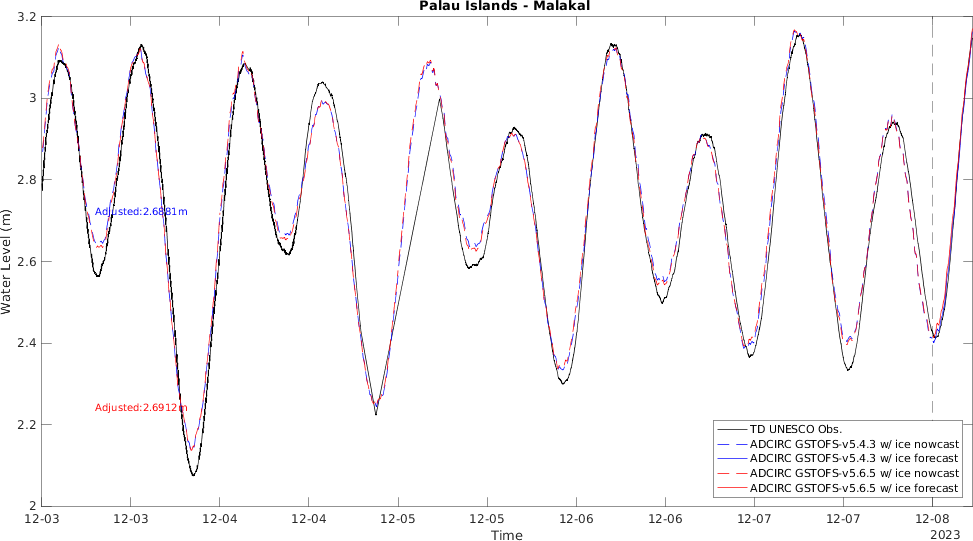 Palau Islands - Malakal
3.2
3
2.8
2.6
2.4
2.2
2
Water Level (m)
Adjusted:2.6881m
Adjusted:2.6912m
TD UNESCO Obs.
ADCIRC GSTOFS-v5.4.3 w/ ice nowcast
ADCIRC GSTOFS-v5.4.3 w/ ice forecast
ADCIRC GSTOFS-v5.6.5 w/ ice nowcast
ADCIRC GSTOFS-v5.6.5 w/ ice forecast
12-03 12-03 12-04 12-04 12-05 12-05 12-06 12-06 12-07 12-07 12-08
2023
Time